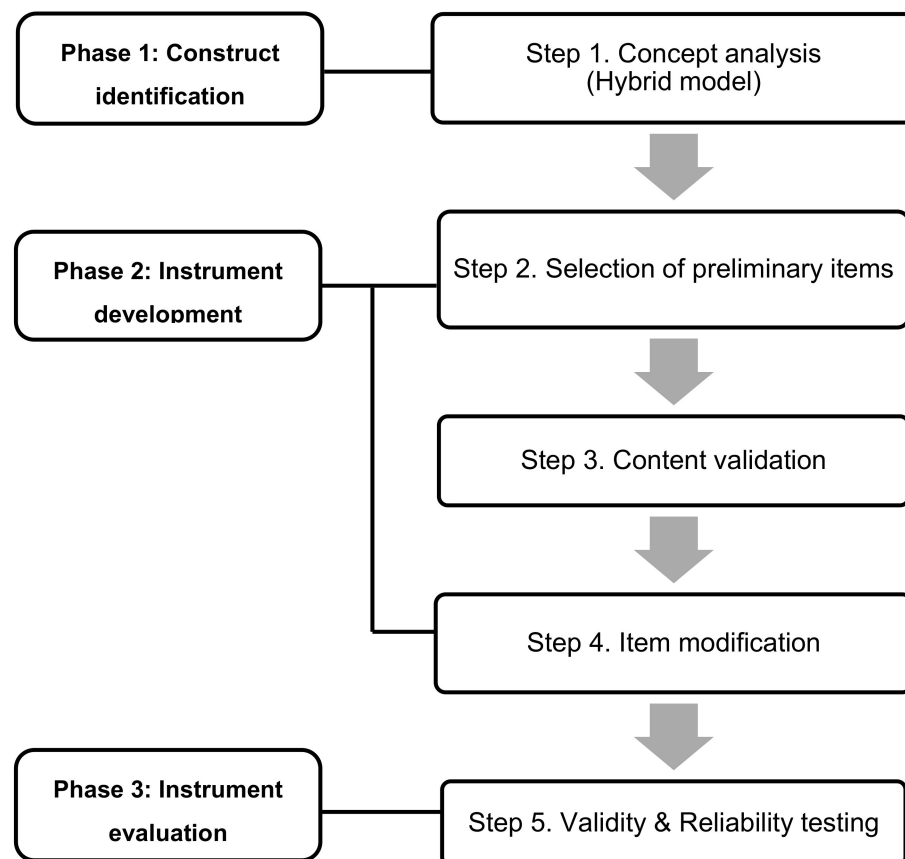 Phase 1: Construct
identification
Step 1. Concept analysis
(Hybrid model)
Phase 2: Instrument
development
Step 2. Selection of preliminary items
Step 3. Content validation
Step 4. Item modification
Phase 3: Instrument
evaluation
Step 5. Validity & Reliability testing